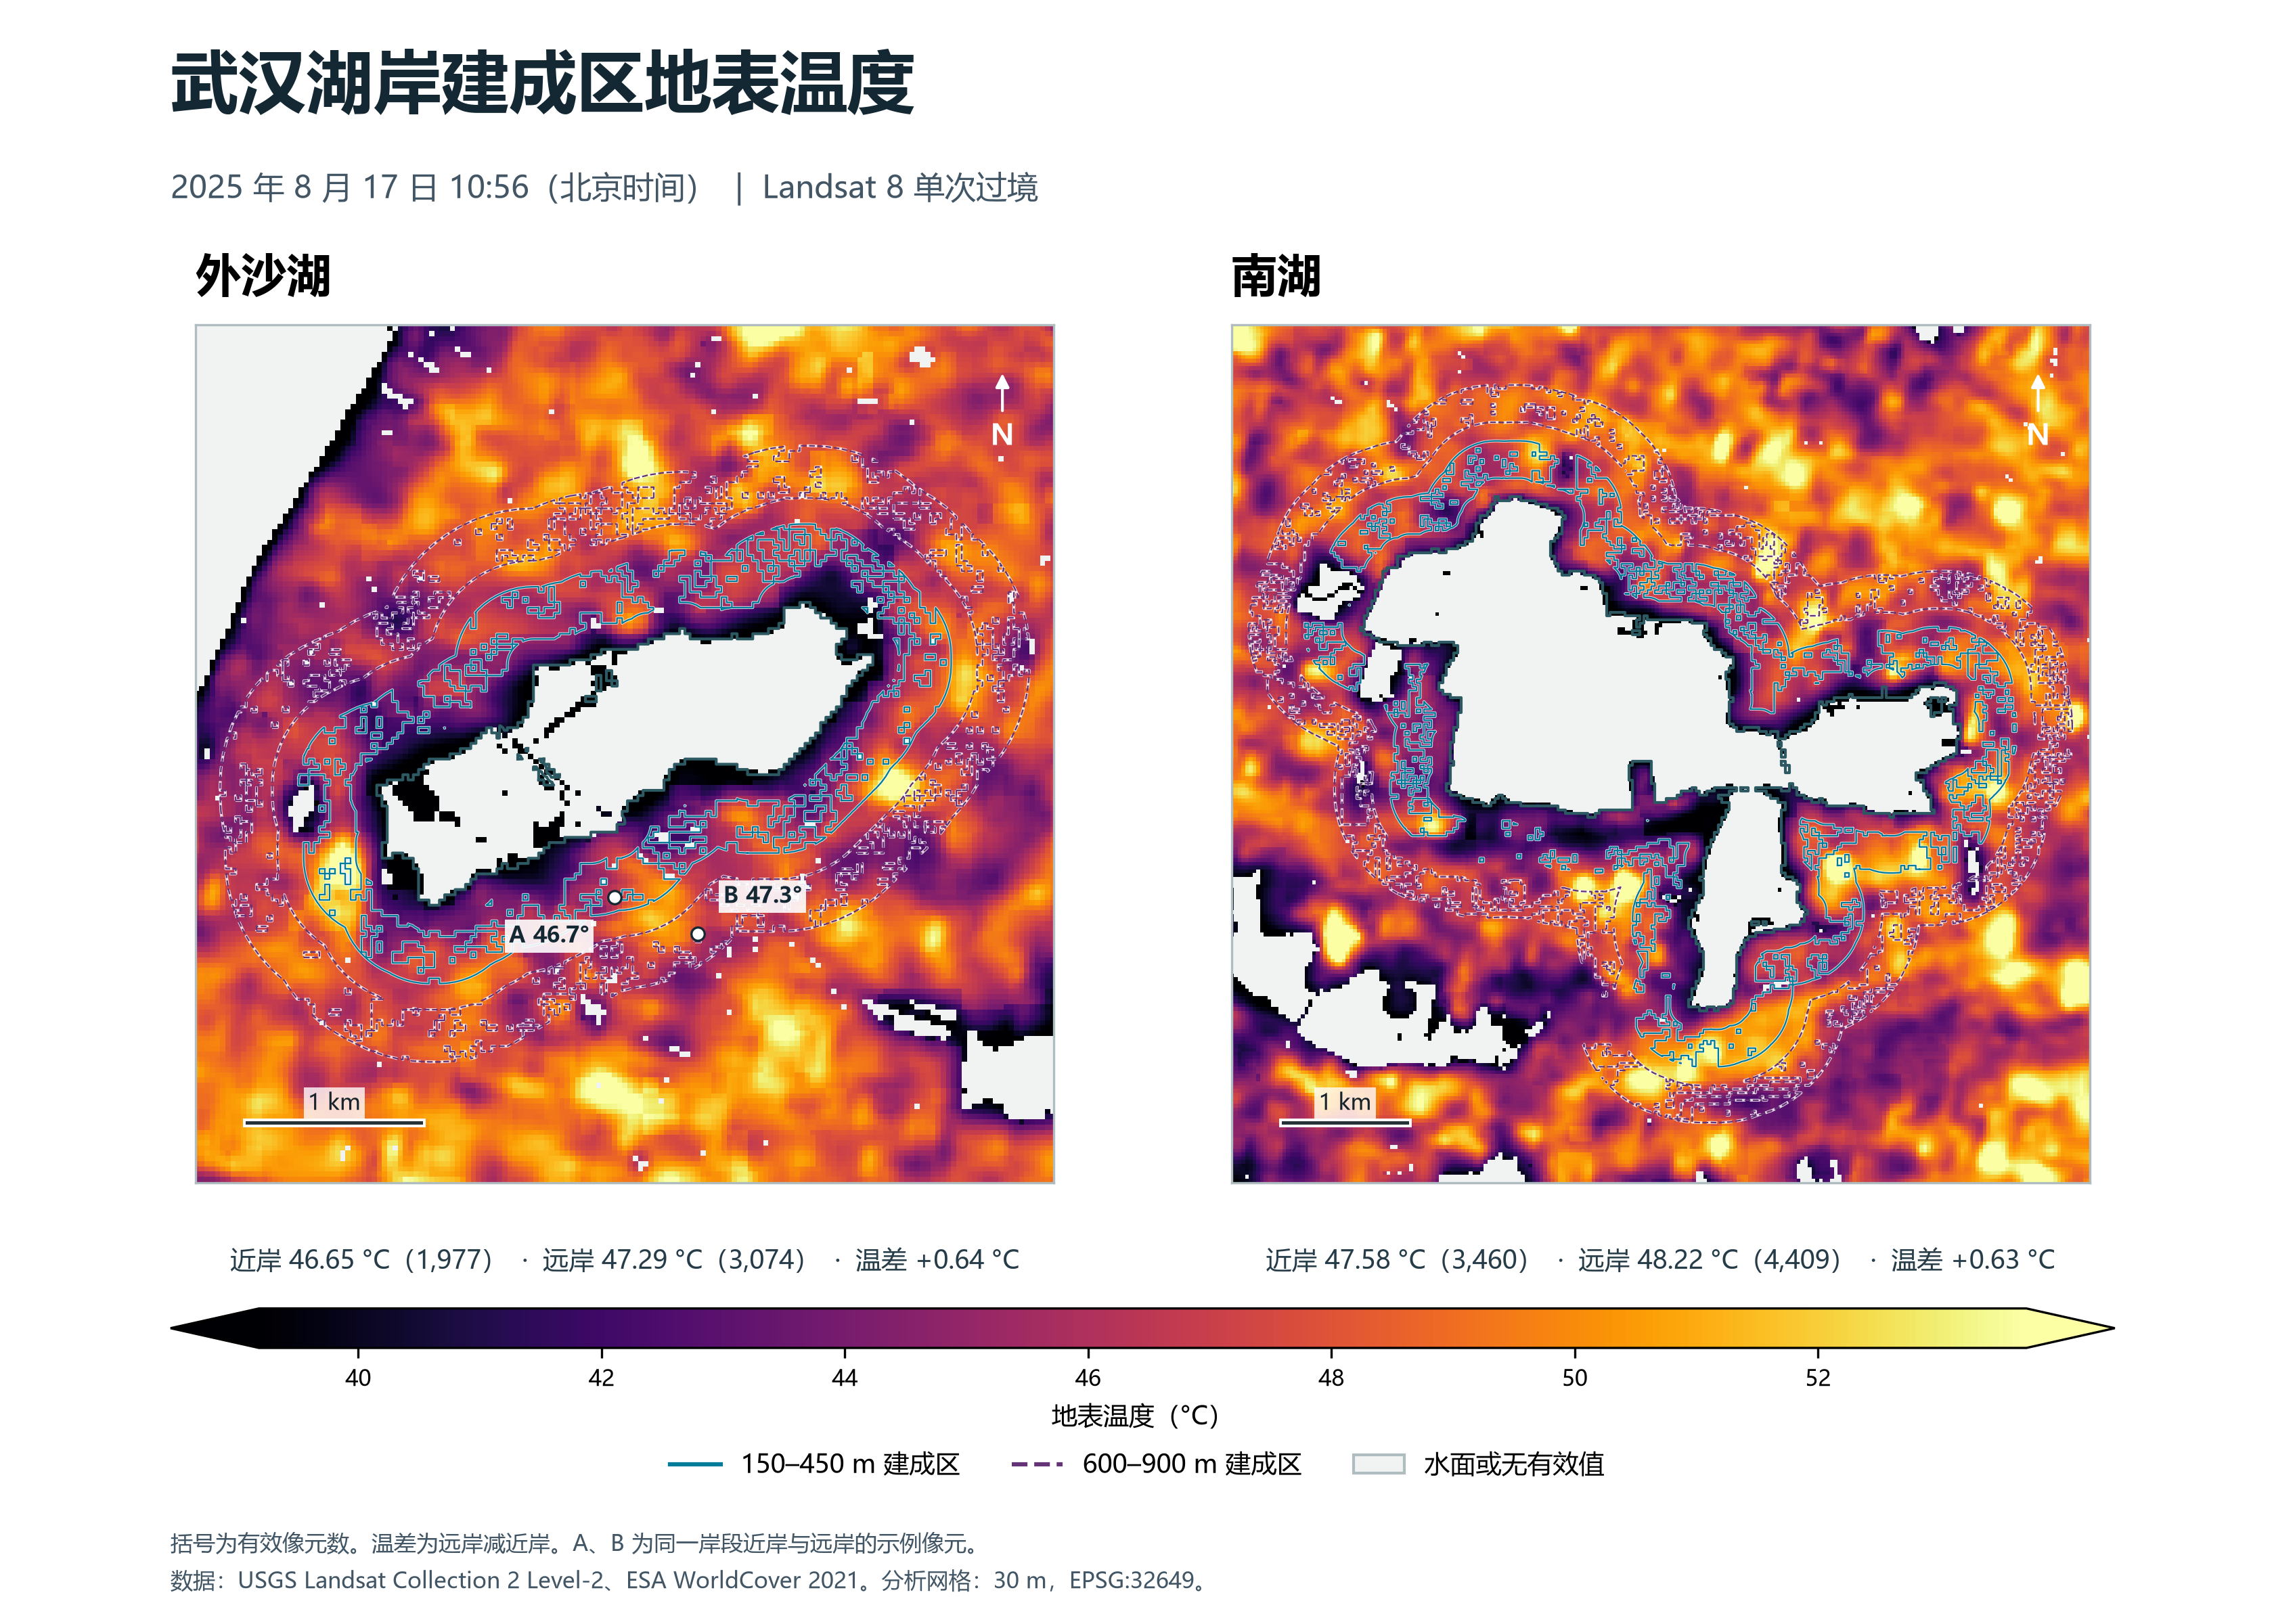 武汉湖岸建成区地表温度
2025 年 8 月 17 日 10:56（北京时间） | Landsat 8 单次过境
外沙湖
南湖
N
N
B 47.3°
A 46.7°
1 km
1 km
近岸 46.65 °C（1,977） · 远岸 47.29 °C（3,074） · 温差 +0.64 °C
近岸 47.58 °C（3,460） · 远岸 48.22 °C（4,409） · 温差 +0.63 °C
40 42 44 46 48 50 52
地表温度（°C）
150–450 m 建成区
600–900 m 建成区
水面或无有效值
括号为有效像元数。温差为远岸减近岸。A、B 为同一岸段近岸与远岸的示例像元。
数据：USGS Landsat Collection 2 Level-2、ESA WorldCover 2021。分析网格：30 m，EPSG:32649。